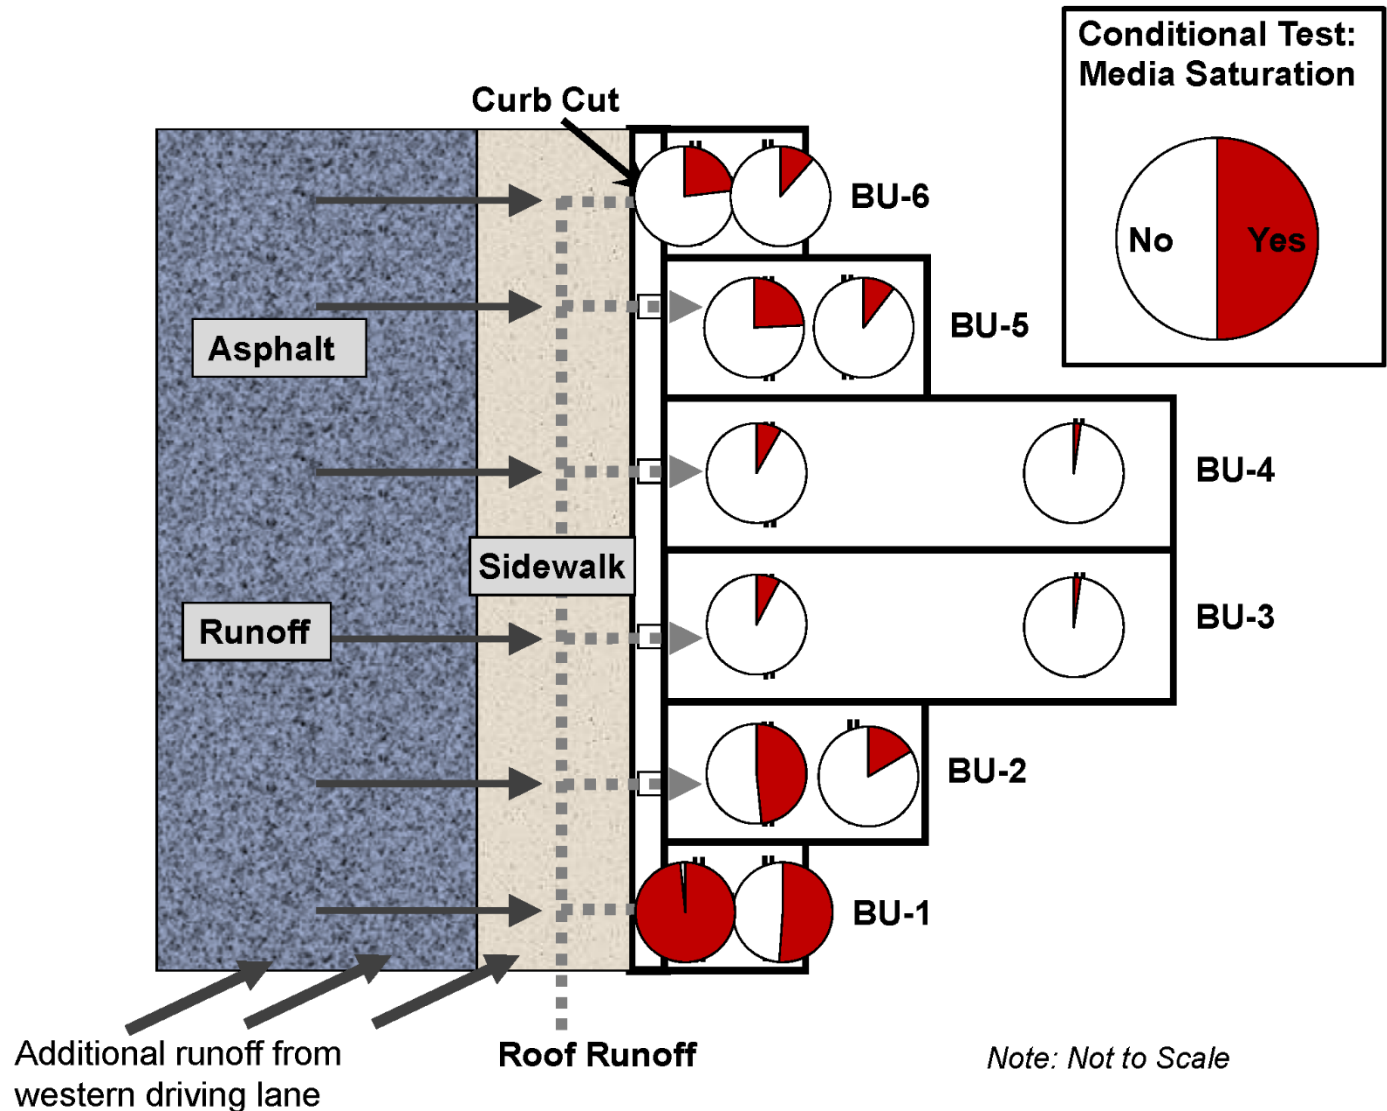 Conditional Test:
Media Saturation
No
Yes
Curb Cut
BU-6
Asphalt
BU-5
BU-4
Sidewalk
Runoff
BU-3
BU-2
BU-1
Additional runoff from
western driving lane
Roof Runoff
Note: Not to Scale